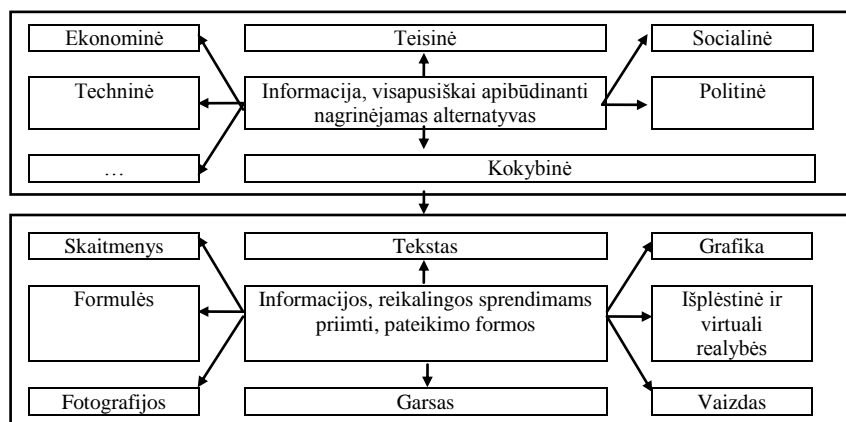 Ekonominė
Teisinė
Socialinė
Techninė
Informacija, visapusiškai apibūdinanti
nagrinėjamas alternatyvas
Politinė
…
Kokybinė
Skaitmenys
Tekstas
Grafika
Formulės
Informacijos, reikalingos sprendimams
priimti, pateikimo formos
Išplėstinė ir
virtuali
realybės
Fotografijos
Garsas
Vaizdas